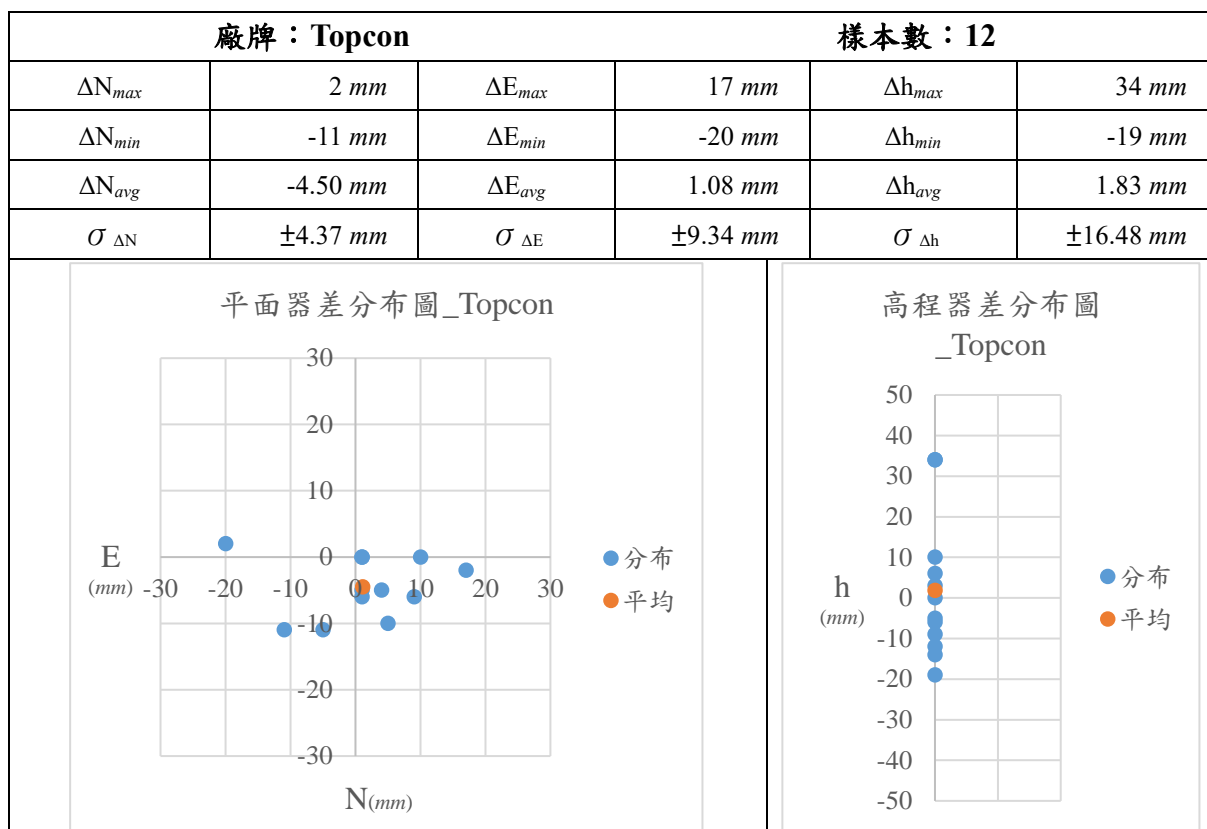 廠牌：Topcon 樣本數：12
ΔNmax 2 mm ΔEmax 17 mm Δhmax 34 mm
ΔNmin -11 mm ΔEmin -20 mm Δhmin -19 mm
ΔNavg -4.50 mm ΔEavg 1.08 mm Δhavg 1.83 mm
σ ΔN ±4.37 mm σ ΔE ±9.34 mm σ Δh ±16.48 mm
平面器差分布圖_Topcon
30
20
10
0
-10
-20
-30
-30 -20 -10 0 10 20 30
E
(mm)
N(mm)
分布
平均
高程器差分布圖
_Topcon
50
40
30
20
10
0
-10
-20
-30
-40
-50
h
(mm)
分布
平均